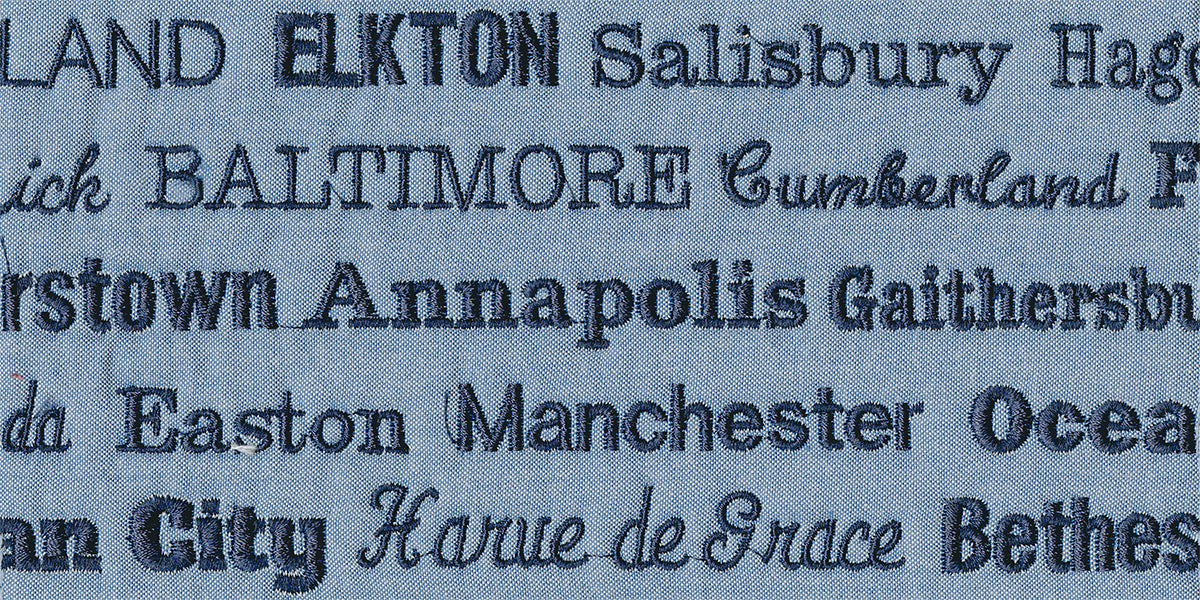 LAND ELKTON Salisbury Hage
ick BALTIMORE Cumberland F
rstown Annapolis Gaithersbu
da Easton Manchester Ocea
an City Havre de Grace Bethes